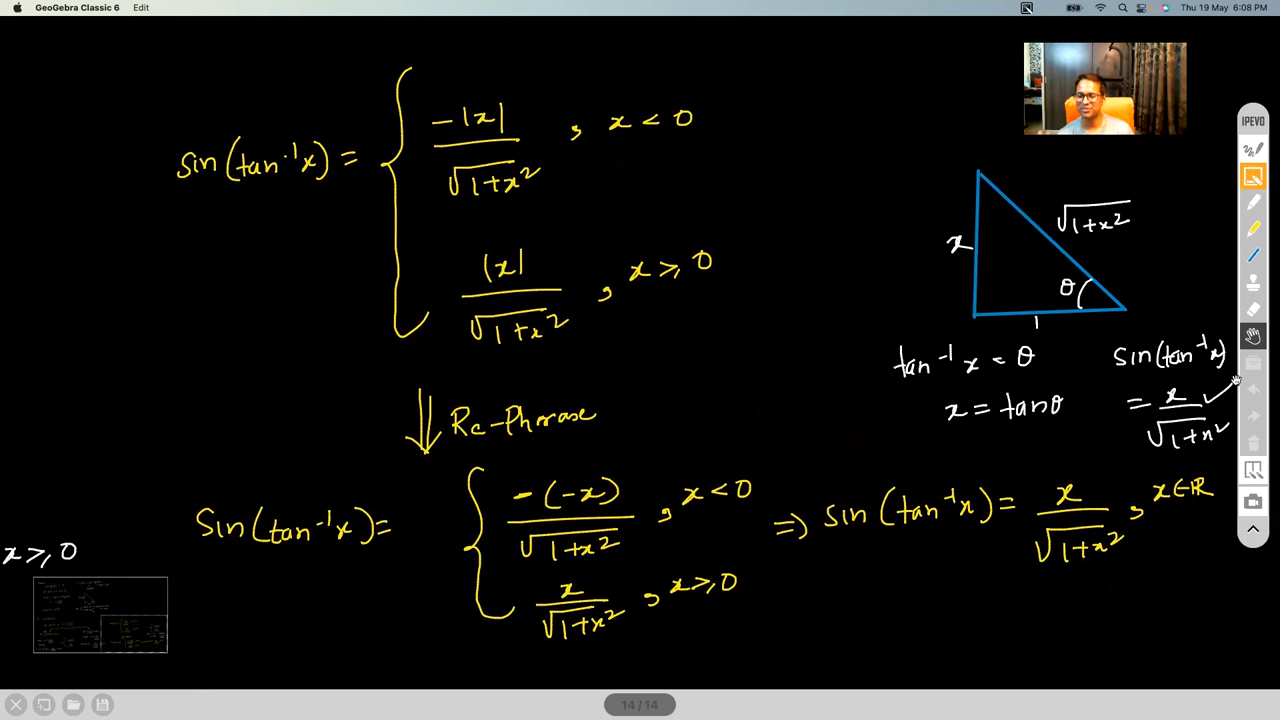 GeoGebra Classic 6 Edit
Thu 19 May 6:08 PM
IPEVO
sin(tan⁻¹x) = { -|x| / √(1+x²) , x < 0
|x| / √(1+x²) , x ⩾ 0
⇓ Re-Phrase
Sin(tan⁻¹x) = { -(-x) / √(1+x²) , x < 0
x / √(1+x²) , x ⩾ 0
⇒ sin(tan⁻¹x) = x / √(1+x²) , x ∈ ℝ
x ⩾ 0
x
√(1+x²)
θ
1
tan⁻¹ x = θ
x = tanθ
sin(tan⁻¹x)
= x / √(1+x²) ✓
14 / 14